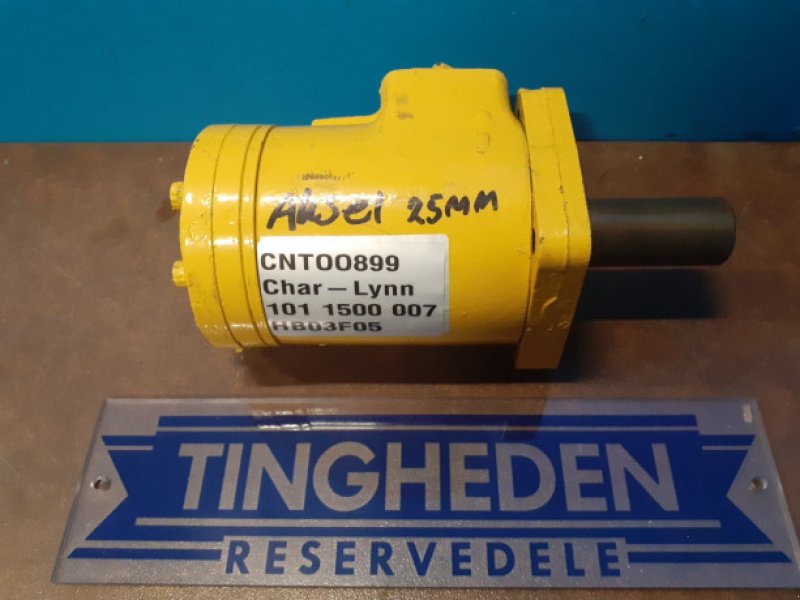 Aksel 25MM
CNTOO899
Char – Lynn
101 1500 007
HB03F05
TINGHEDEN
RESERVEDELE